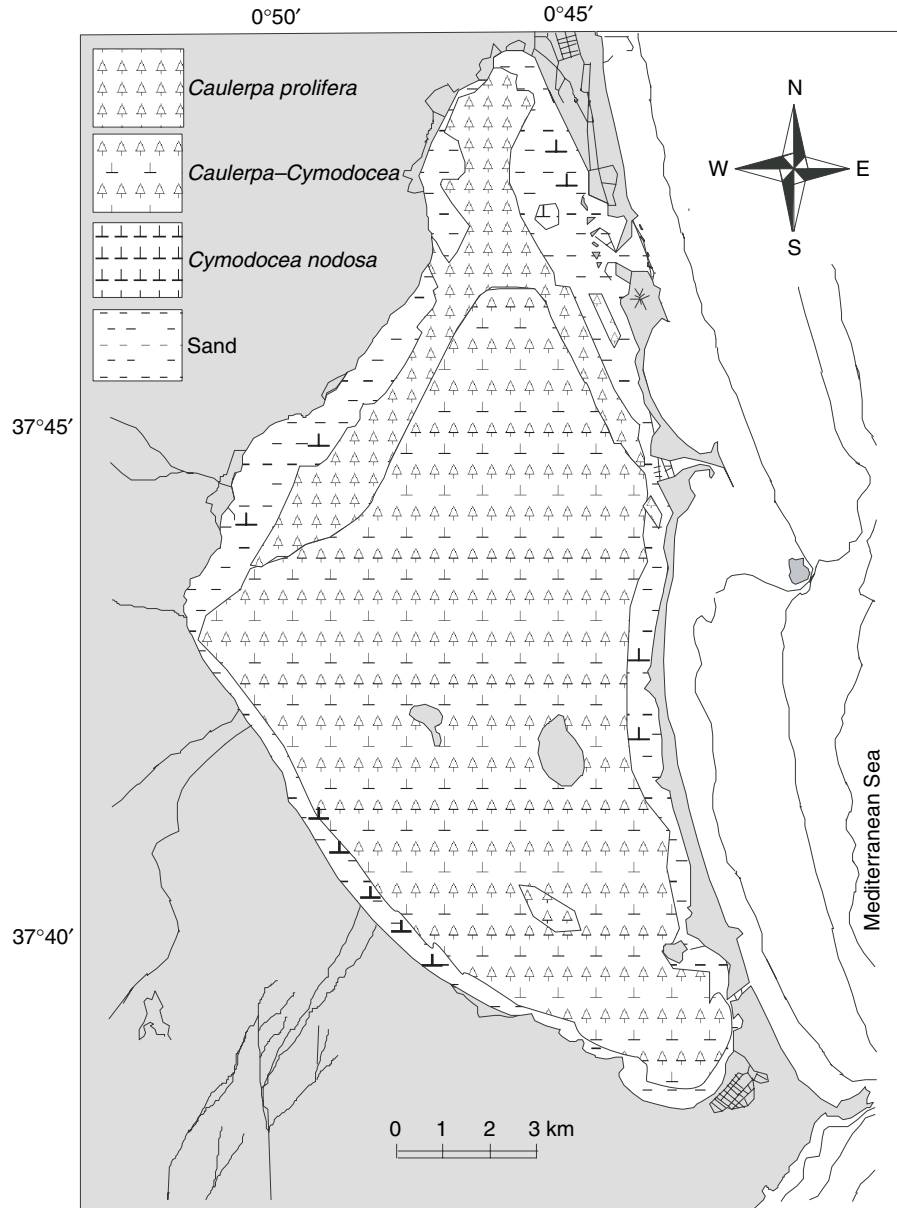 0°50′
0°45′
Caulerpa prolifera
Caulerpa–Cymodocea
Cymodocea nodosa
Sand
N
W
E
S
37°45′
37°40′
Mediterranean Sea
0 1 2 3 km